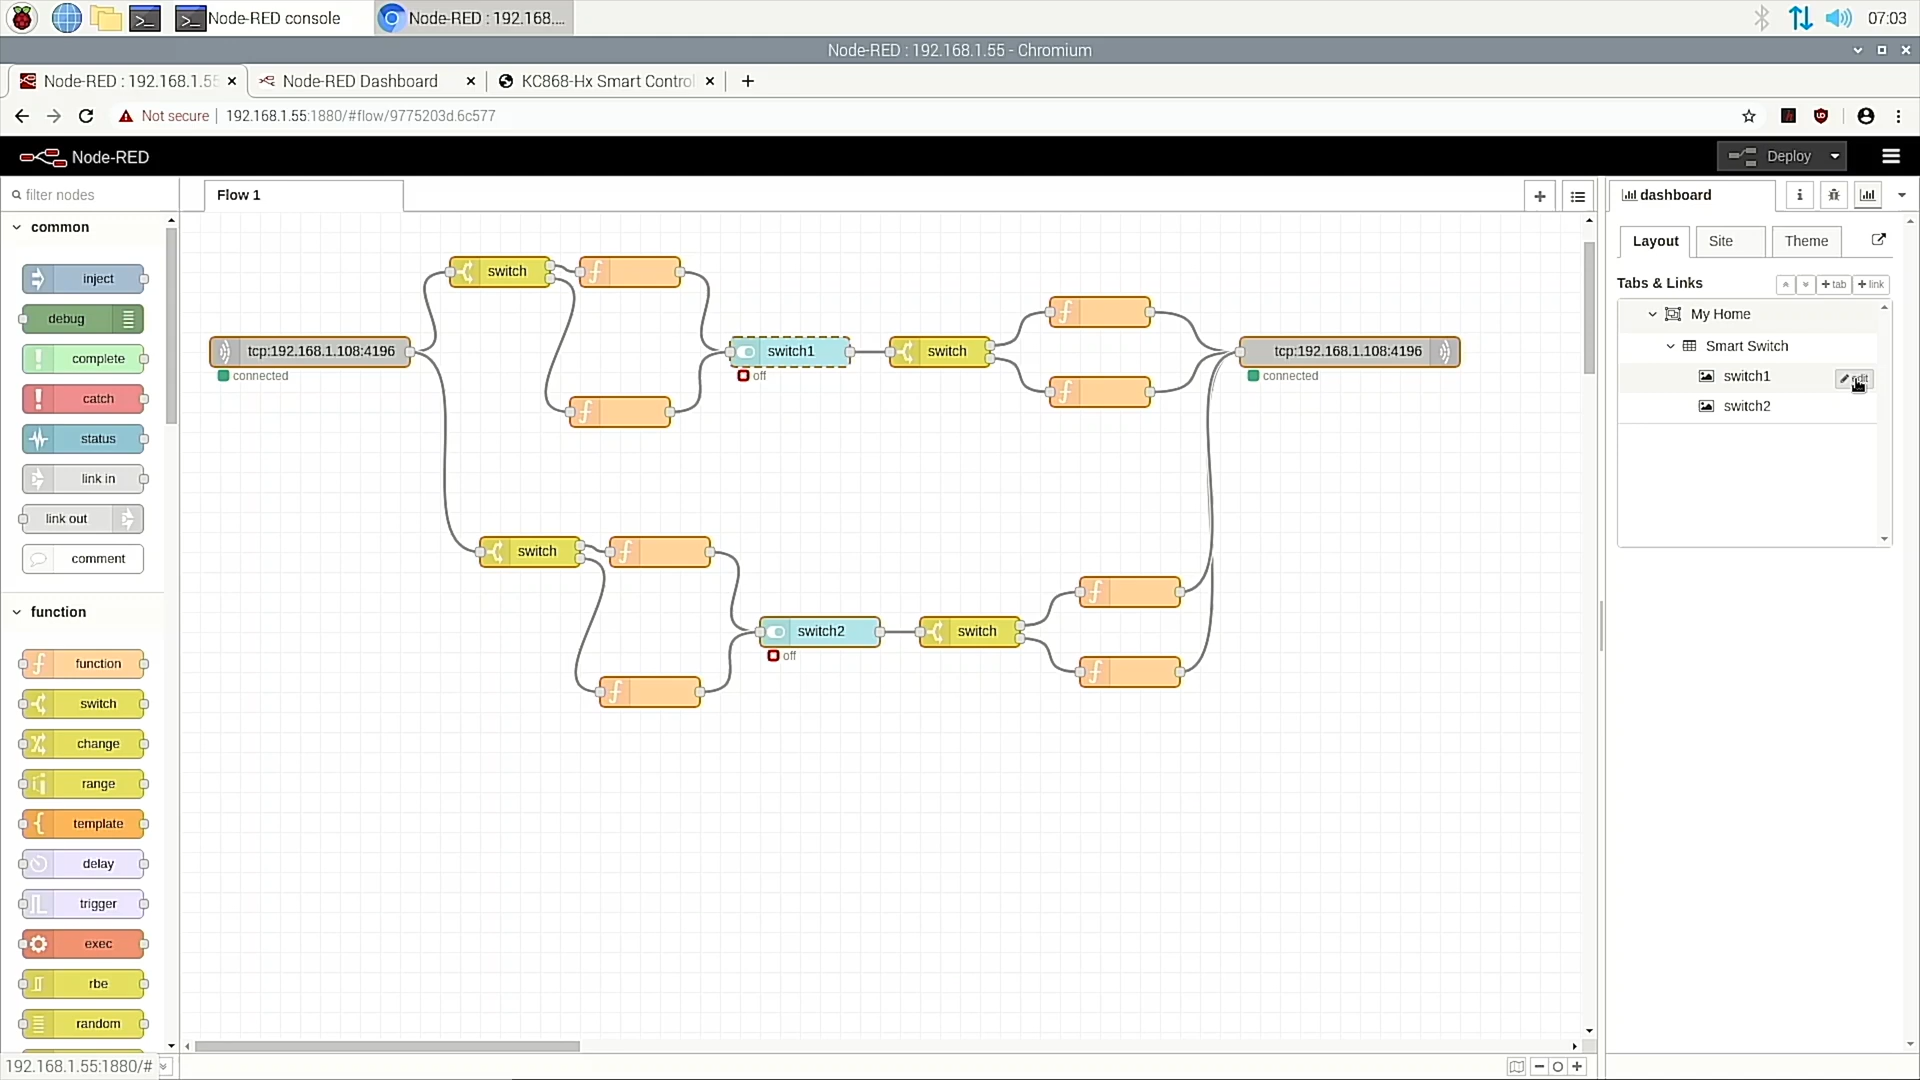 Node-RED console
Node-RED : 192.168....
07:03
Node-RED : 192.168.1.55 - Chromium
Node-RED : 192.168.1.55
Node-RED Dashboard
KC868-Hx Smart Control
Not secure
192.168.1.55:1880/#flow/9775203d.6c577
Node-RED
Deploy
filter nodes
Flow 1
dashboard
common
inject
debug
complete
catch
status
link in
link out
comment
function
function
switch
change
range
template
delay
trigger
exec
rbe
random
192.168.1.55:1880/#
switch
tcp:192.168.1.108:4196
connected
switch1
off
switch
tcp:192.168.1.108:4196
connected
switch
switch2
off
switch
Layout
Site
Theme
Tabs & Links
tab
link
My Home
Smart Switch
switch1
edit
switch2